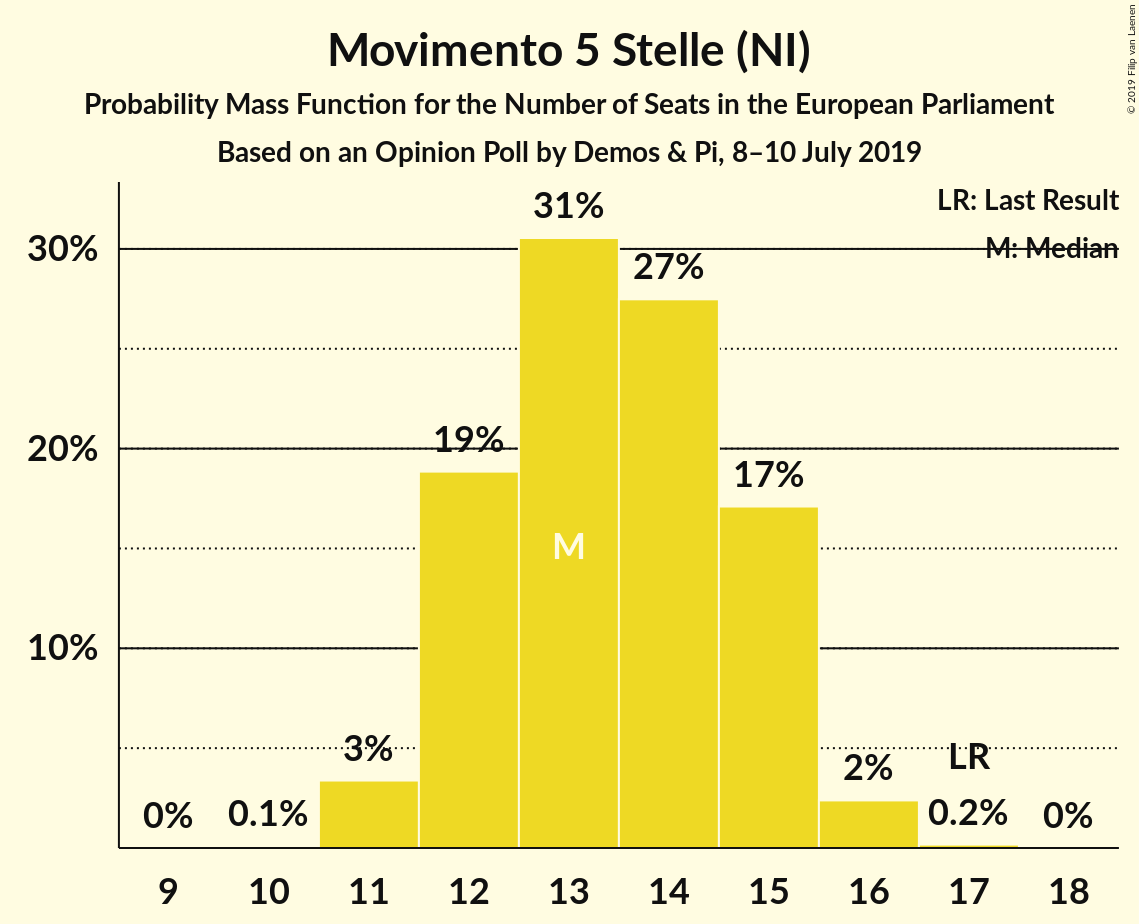 Movimento 5 Stelle (NI)
Probability Mass Function for the Number of Seats in the European Parliament
Based on an Opinion Poll by Demos & Pi, 8–10 July 2019
© 2019 Filip van Laenen
LR: Last Result
M: Median
30%
20%
10%
0%
0.1%
3%
19%
31%
M
27%
17%
2%
LR
0.2%
0%
9 10 11 12 13 14 15 16 17 18